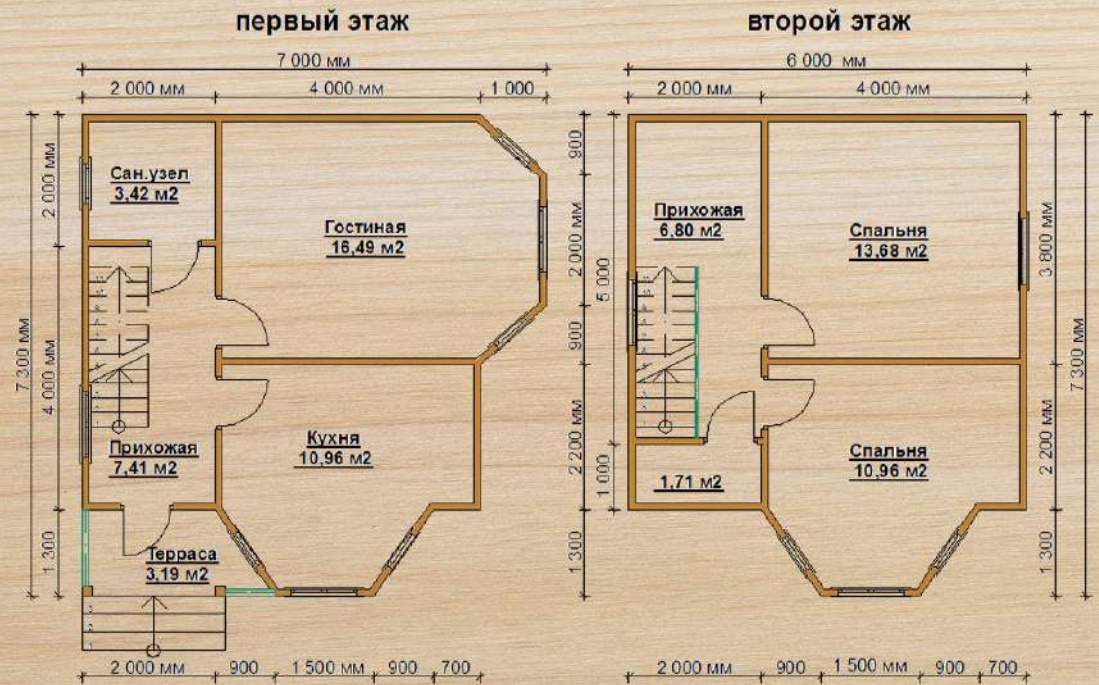 первый этаж
7 000 мм
2 000 мм 4 000 мм 1 000
7 300 мм
2 000 мм
4 000 мм
1 300
Сан.узел
3,42 м2
Гостиная
16,49 м2
900
2 000 мм
900
2 200 мм
1 300
Прихожая
7,41 м2
Кухня
10,96 м2
Терраса
3,19 м2
3
2
1
2 000 мм 900 1 500 мм 900 700
второй этаж
6 000 мм
2 000 мм 4 000 мм
5 000
1 000
Прихожая
6,80 м2
Спальня
13,68 м2
3 800 мм
7 300 мм
2 200 мм
1 300
1,71 м2
Спальня
10,96 м2
2 000 мм 900 1 500 мм 900 700